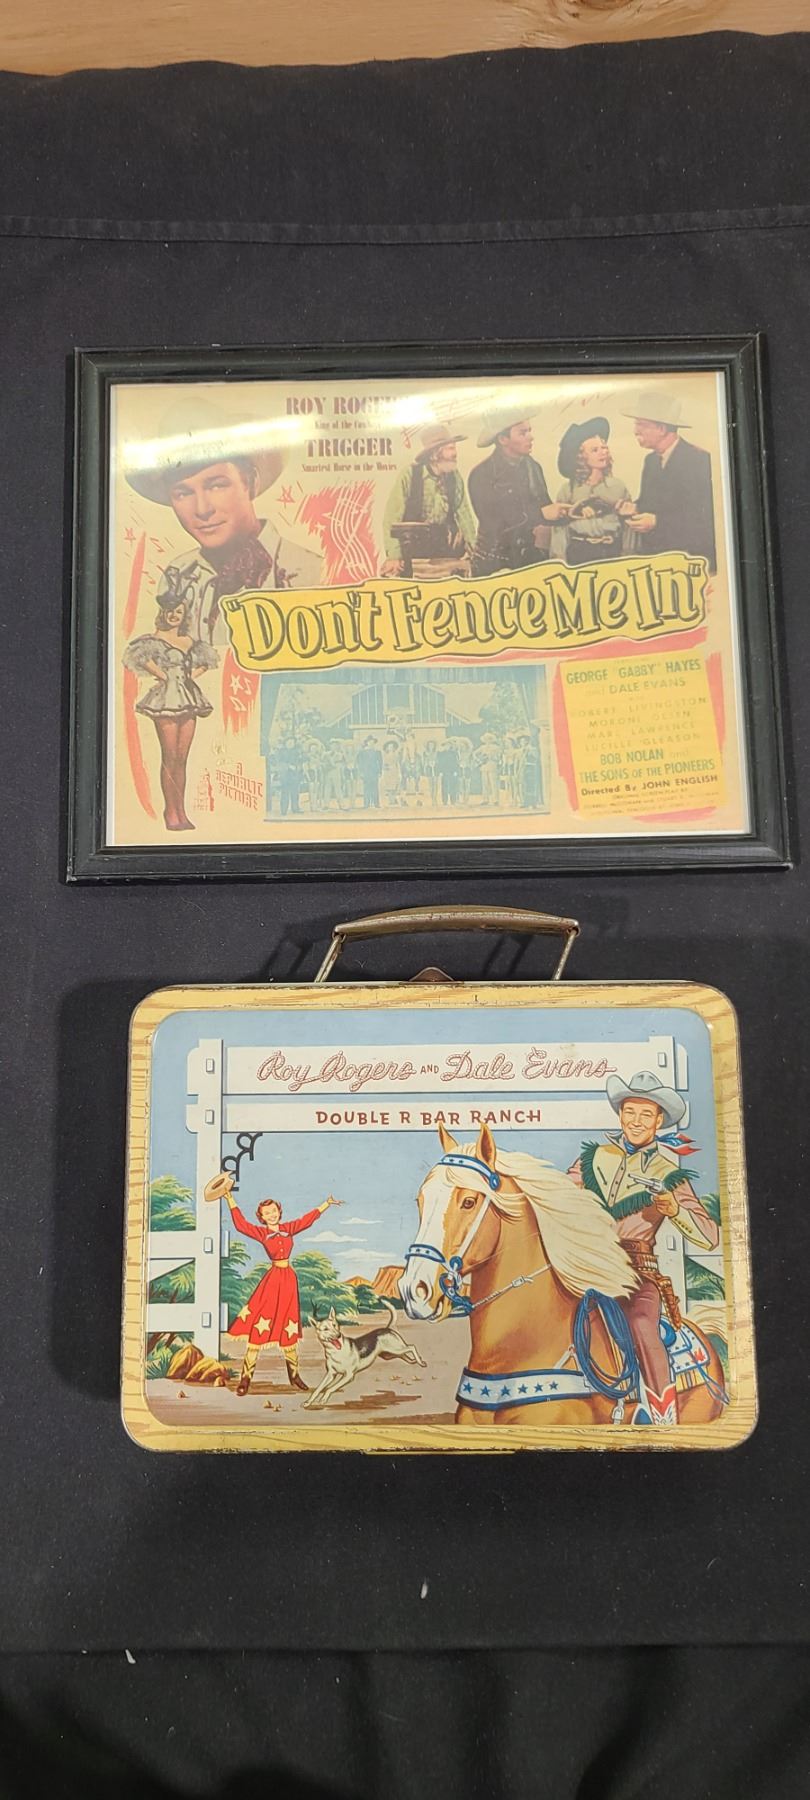 ROY ROGERS
King of the
TRIGGER
Smartest Horse in the Movies
"Don't Fence Me In"
GEORGE "GABBY" HAYES
and DALE EVANS
ROBERT LIVINGSTON
MORONI OLSEN
MARC LAWRENCE
LUCILLE GLEASON
BOB NOLAN and
THE SONS OF THE PIONEERS
Directed By JOHN ENGLISH
A
REPUBLIC
PICTURE
Roy Rogers AND Dale Evans
DOUBLE R BAR RANCH